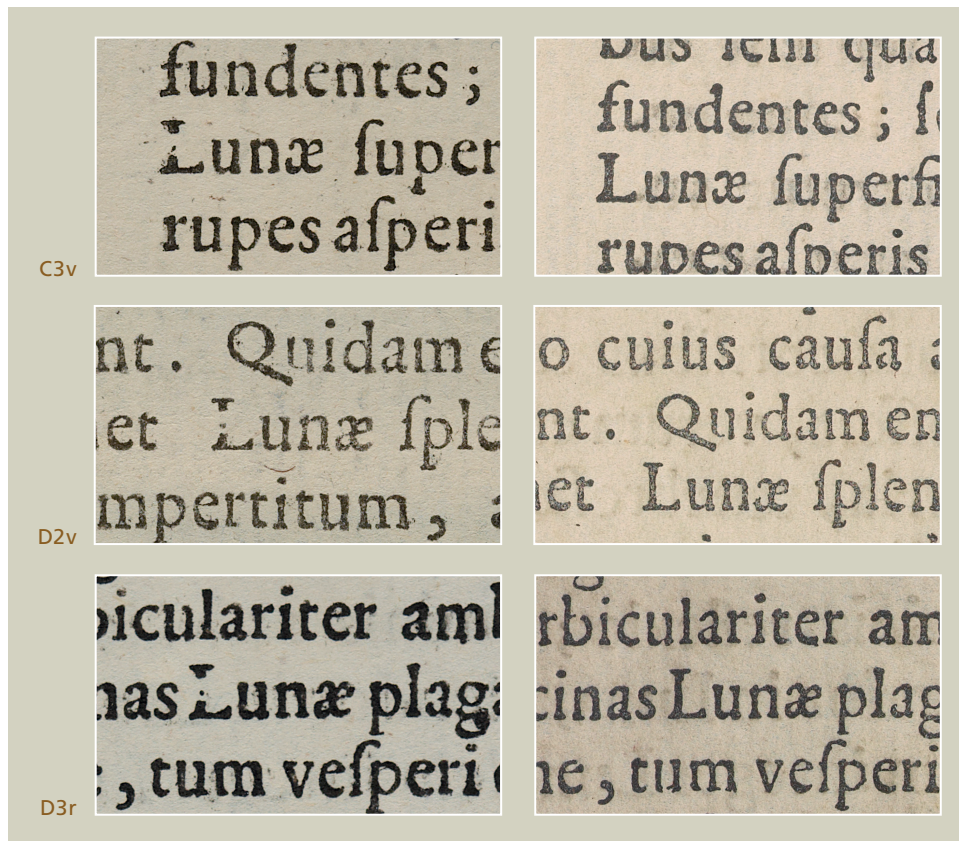 fundentes ;
Lunæ ſuper
rupes aſperi
bus qua
fundentes ; ſ
Lunæ ſuperfi
rupes aſperis
C3v
nt . Quidam e
et Lunæ ſple
mpertitum ,
o cuius cauſa a
nt . Quidam en
et Lunæ ſplen
D2v
biculariter amb
nas Lunæ plaga
, tum veſperi
rbiculariter am
cinas Lunæ plag
ne , tum veſperi
D3r